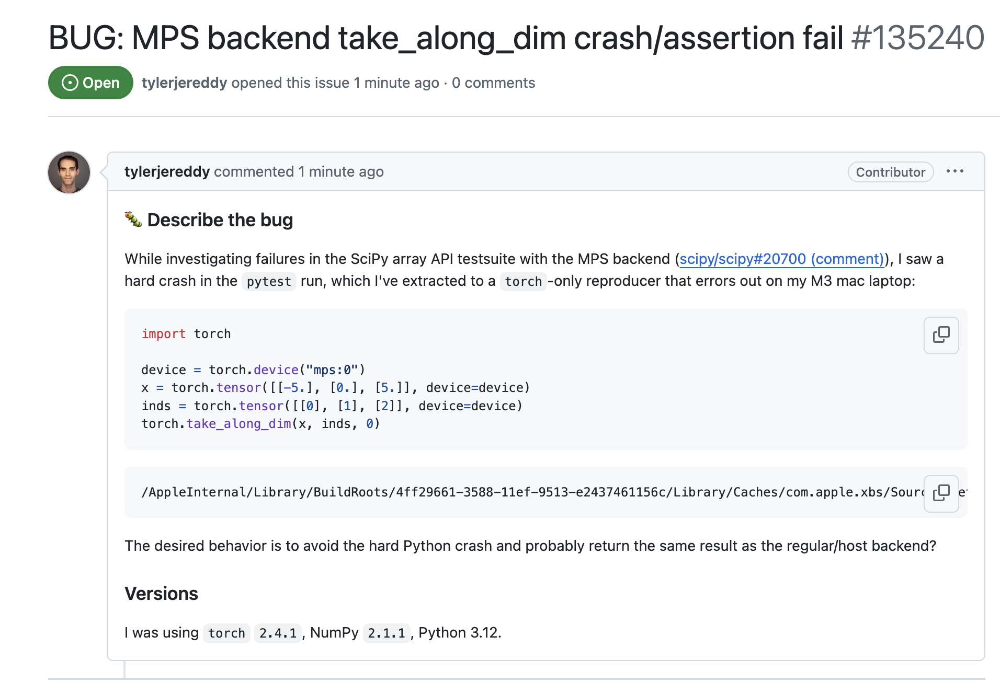 BUG: MPS backend take_along_dim crash/assertion fail #135240
Open tylerjereddy opened this issue 1 minute ago · 0 comments
tylerjereddy commented 1 minute ago Contributor ...
🐛 Describe the bug
While investigating failures in the SciPy array API testsuite with the MPS backend (scipy/scipy#20700 (comment)), I saw a
hard crash in the pytest run, which I've extracted to a torch-only reproducer that errors out on my M3 mac laptop:
import torch
device = torch.device("mps:0")
x = torch.tensor([[-5.], [0.], [5.]], device=device)
inds = torch.tensor([[0], [1], [2]], device=device)
torch.take_along_dim(x, inds, 0)
/AppleInternal/Library/BuildRoots/4ff29661-3588-11ef-9513-e2437461156c/Library/Caches/com.apple.xbs/Sourc
The desired behavior is to avoid the hard Python crash and probably return the same result as the regular/host backend?
Versions
I was using torch 2.4.1, NumPy 2.1.1, Python 3.12.